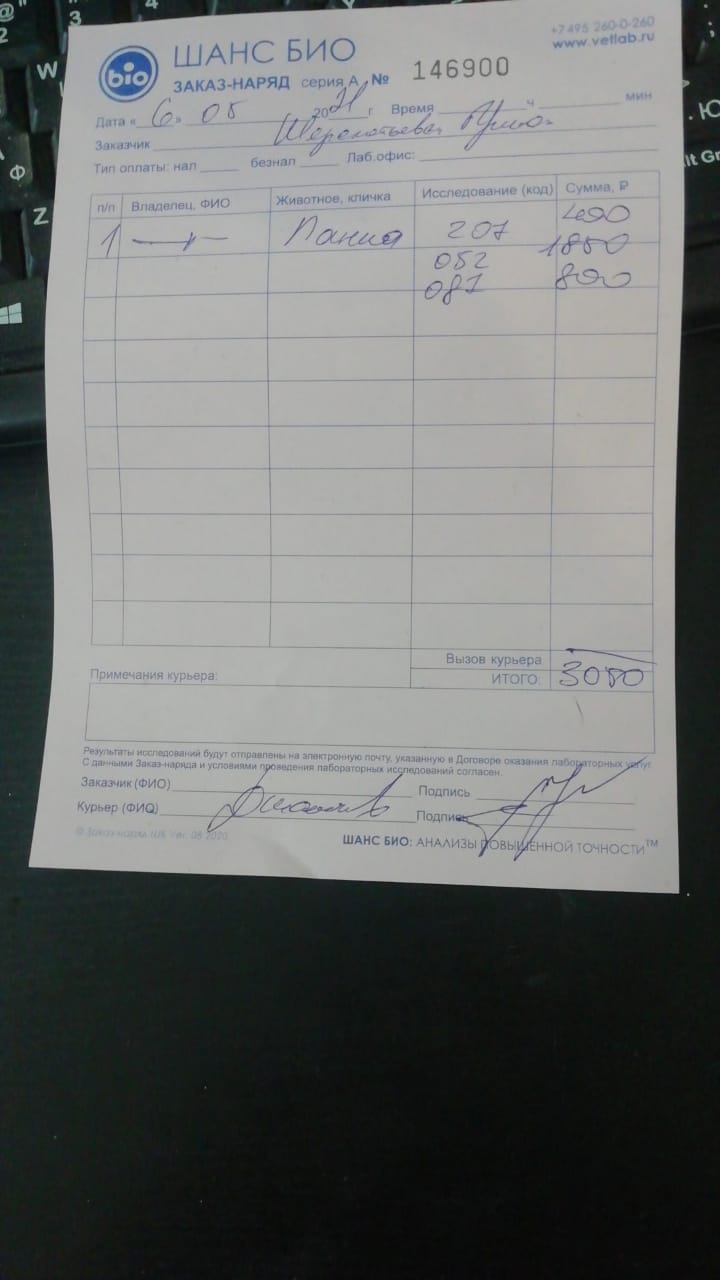 bio
ШАНС БИО
+7 495 260-0-260
www.vetlab.ru
ЗАКАЗ-НАРЯД серия А № 146900
Дата « 6 » 05 2021 г Время ч мин
Заказчик
Тип оплаты: нал безнал Лаб.офис:
п/п Владелец, ФИО Животное, кличка Исследование (код) Сумма, ₽
1 207
052 1850
081 800
Вызов курьера
ИТОГО: 3050
Примечания курьера:
Результаты исследований будут отправлены на электронную почту, указанную в Договоре оказания лабораторных услуг
С данными Заказ-наряда и условиями проведения лабораторных исследований согласен.
Заказчик (ФИО) Подпись
Курьер (ФИО) Подпись
ШАНС БИО: АНАЛИЗЫ ПОВЫШЕННОЙ ТОЧНОСТИ™